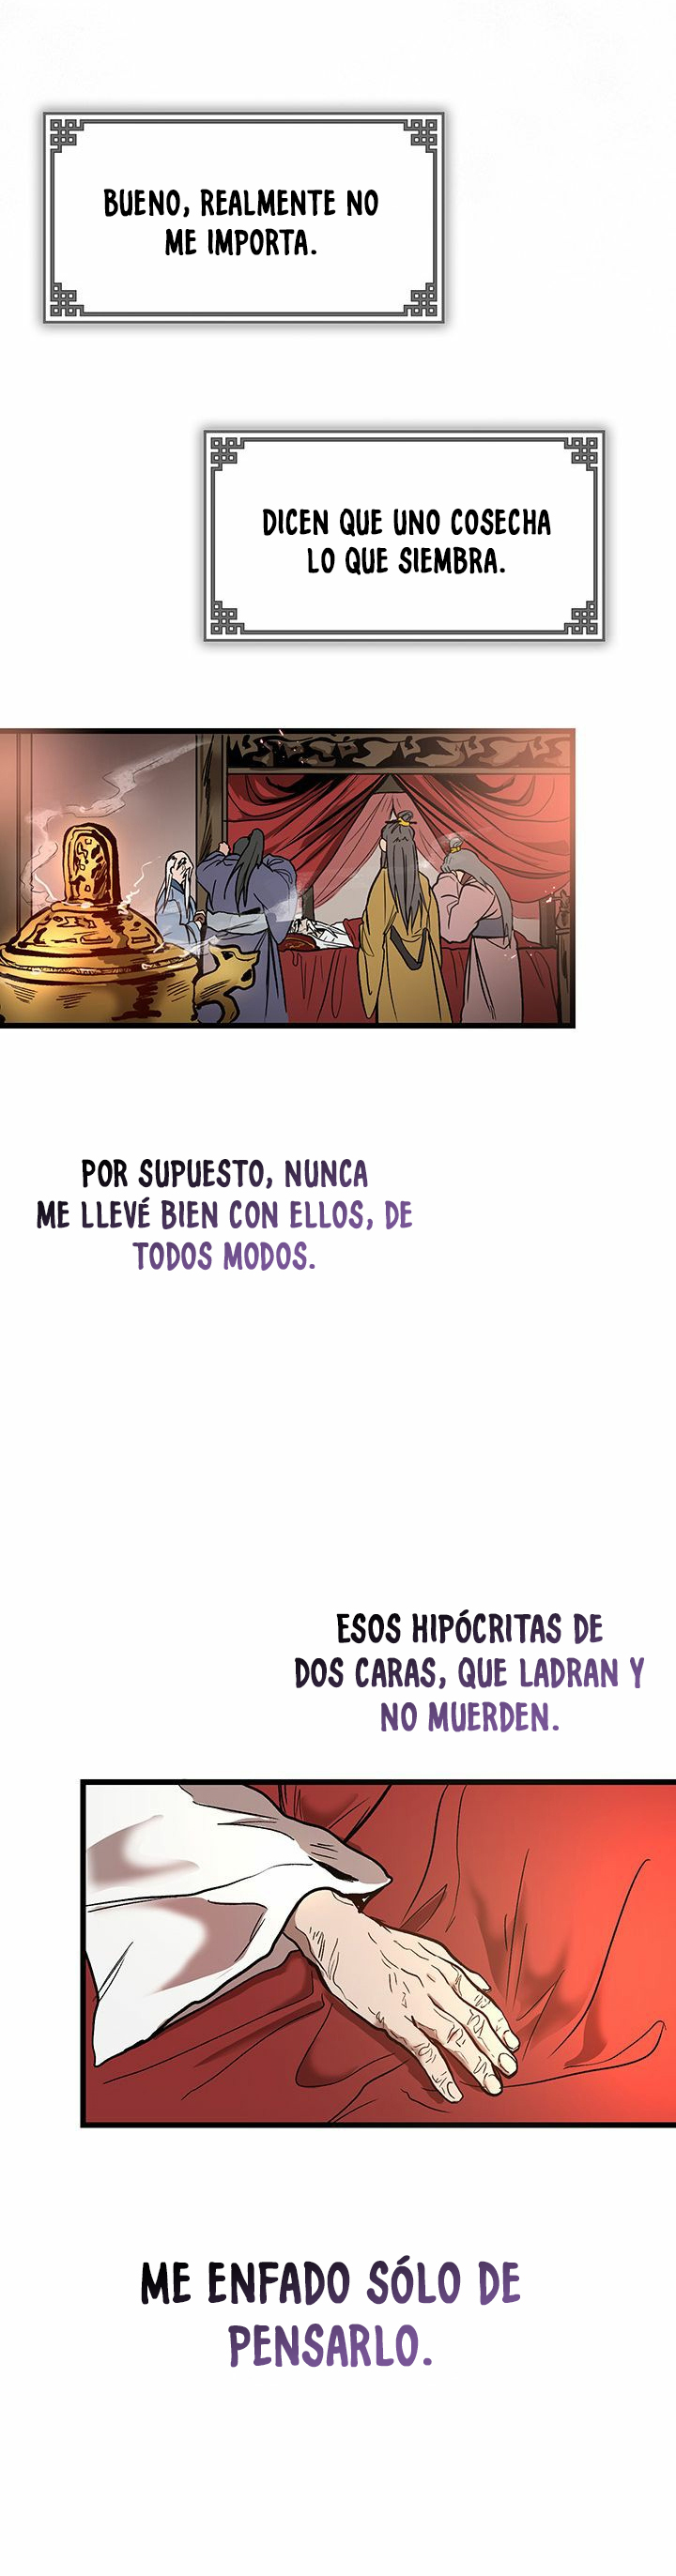 BUENO, REALMENTE NO
ME IMPORTA.
DICEN QUE UNO COSECHA
LO QUE SIEMBRA.
POR SUPUESTO, NUNCA
ME LLEVÉ BIEN CON ELLOS, DE
TODOS MODOS.
ESOS HIPÓCRITAS DE
DOS CARAS, QUE LADRAN Y
NO MUERDEN.
ME ENFADO SÓLO DE
PENSARLO.